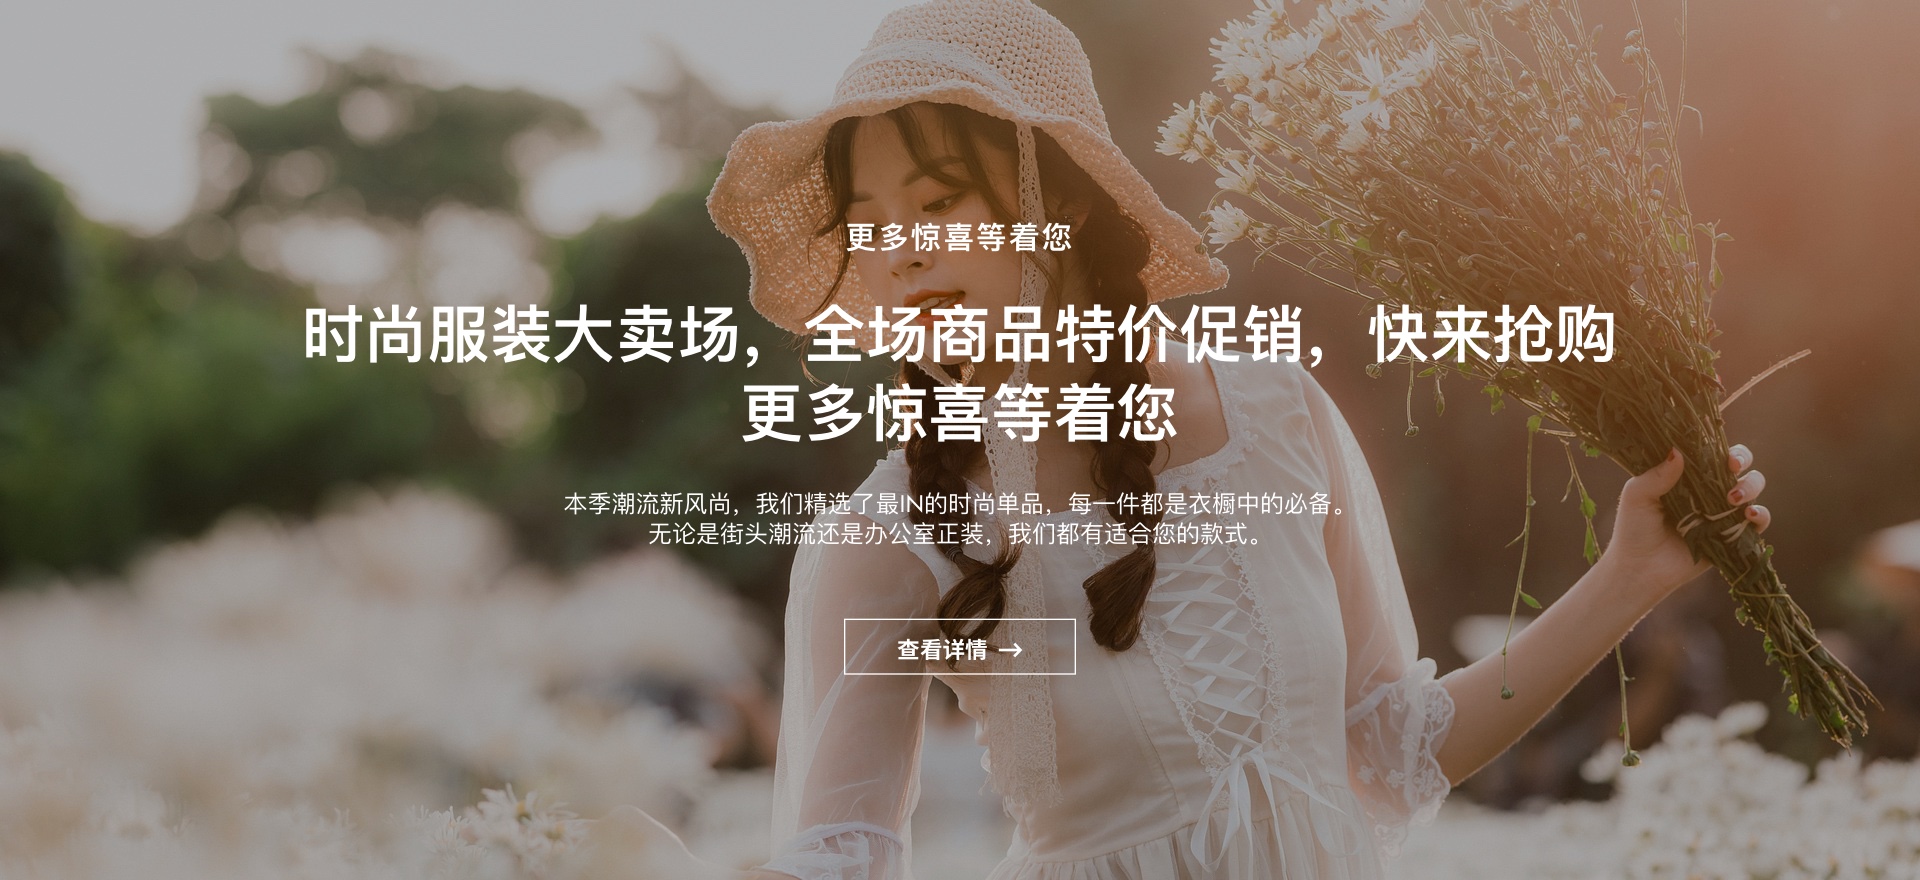 更多惊喜等着您
时尚服装大卖场，全场商品特价促销，快来抢购
更多惊喜等着您
本季潮流新风尚，我们精选了最IN的时尚单品，每一件都是衣橱中的必备。
无论是街头潮流还是办公室正装，我们都有适合您的款式。
查看详情 →